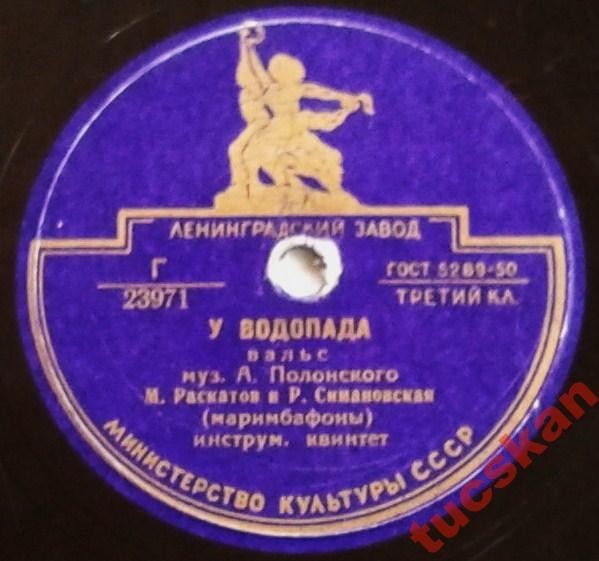 ЛЕНИНГРАДСКИЙ ЗАВОД
Г
23971
ГОСТ 5289-50
ТРЕТИЙ КЛ.
У ВОДОПАДА
вальс
муз. А. Полонского
М. Раскатов и Р. Симановская
(маримбафоны)
инструм. квинтет
МИНИСТЕРСТВО КУЛЬТУРЫ СССР
tucskan